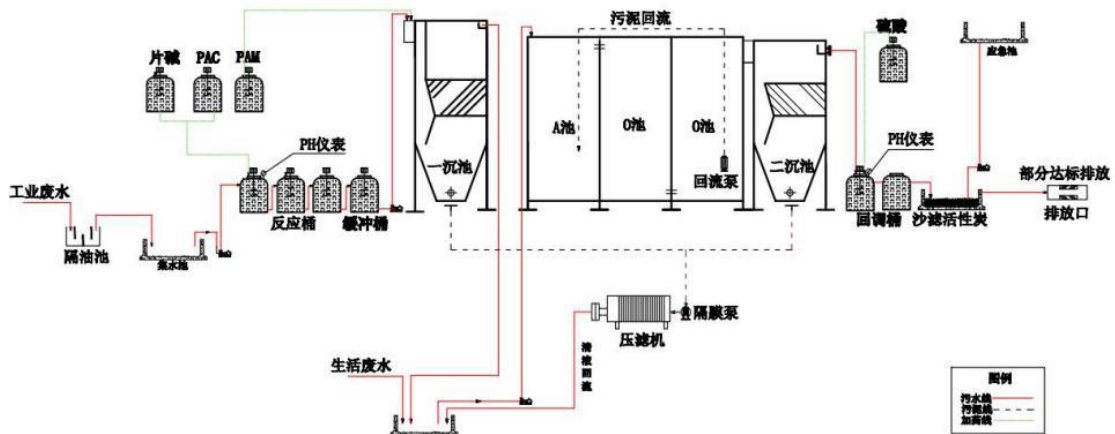 污泥回流
硫酸
应急池
片碱
PAC
PAM
PH仪表
A池
O池
O池
一沉池
二沉池
回流泵
PH仪表
工业废水
部分达标排放
反应桶
缓冲桶
回调桶
沙滤活性炭
排放口
隔油池
集水池
隔膜泵
压滤机
清液回流
生活废水
图例
污水线
污泥线
加药线